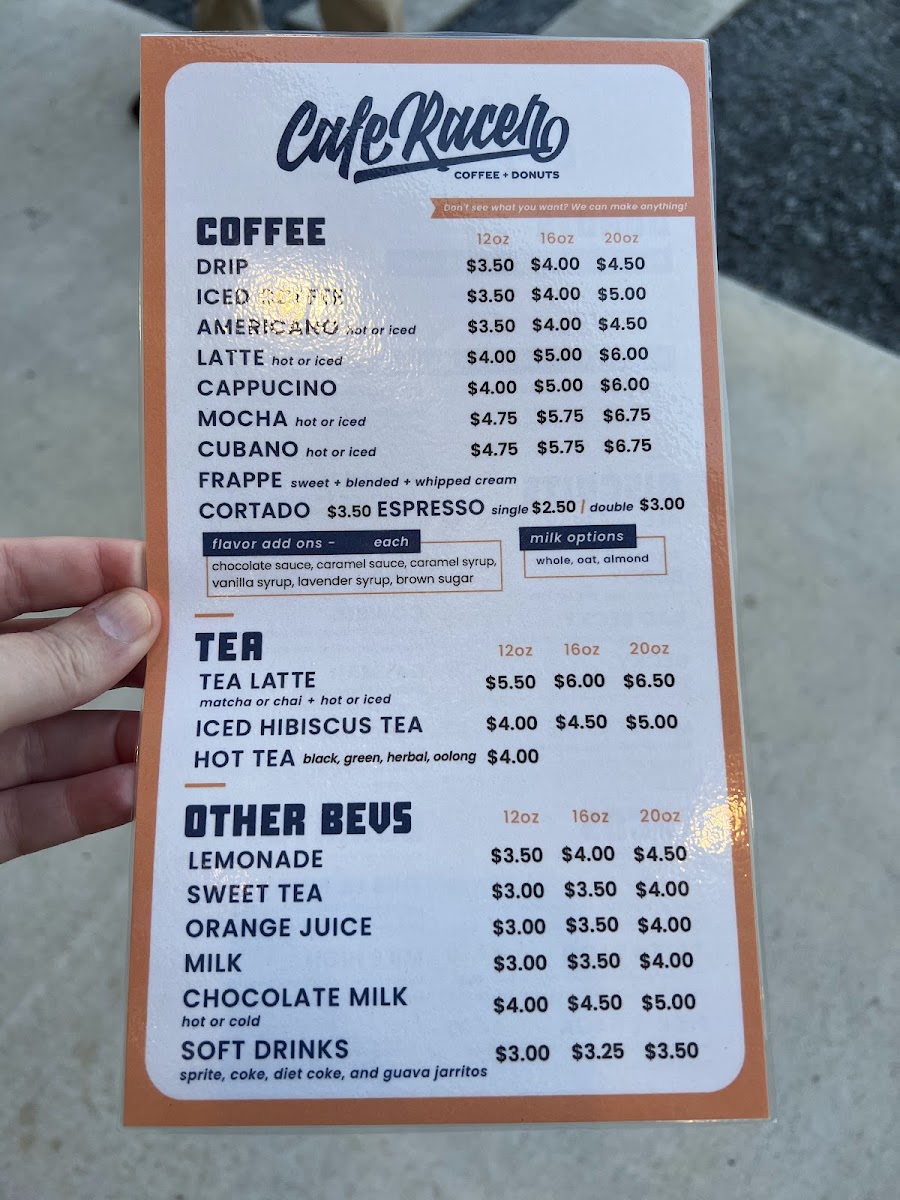 Cafe Racer
COFFEE + DONUTS
Don't see what you want? We can make anything!
COFFEE 12oz 16oz 20oz
DRIP $3.50 $4.00 $4.50
ICED COFFEE $3.50 $4.00 $5.00
AMERICANO hot or iced $3.50 $4.00 $4.50
LATTE hot or iced $4.00 $5.00 $6.00
CAPPUCINO $4.00 $5.00 $6.00
MOCHA hot or iced $4.75 $5.75 $6.75
CUBANO hot or iced $4.75 $5.75 $6.75
FRAPPE sweet + blended + whipped cream
CORTADO $3.50 ESPRESSO single $2.50 / double $3.00
flavor add ons - each
chocolate sauce, caramel sauce, caramel syrup,
vanilla syrup, lavender syrup, brown sugar
milk options
whole, oat, almond
TEA 12oz 16oz 20oz
TEA LATTE $5.50 $6.00 $6.50
matcha or chai + hot or iced
ICED HIBISCUS TEA $4.00 $4.50 $5.00
HOT TEA black, green, herbal, oolong $4.00
OTHER BEVS 12oz 16oz 20oz
LEMONADE $3.50 $4.00 $4.50
SWEET TEA $3.00 $3.50 $4.00
ORANGE JUICE $3.00 $3.50 $4.00
MILK $3.00 $3.50 $4.00
CHOCOLATE MILK $4.00 $4.50 $5.00
hot or cold
SOFT DRINKS $3.00 $3.25 $3.50
sprite, coke, diet coke, and guava jarritos